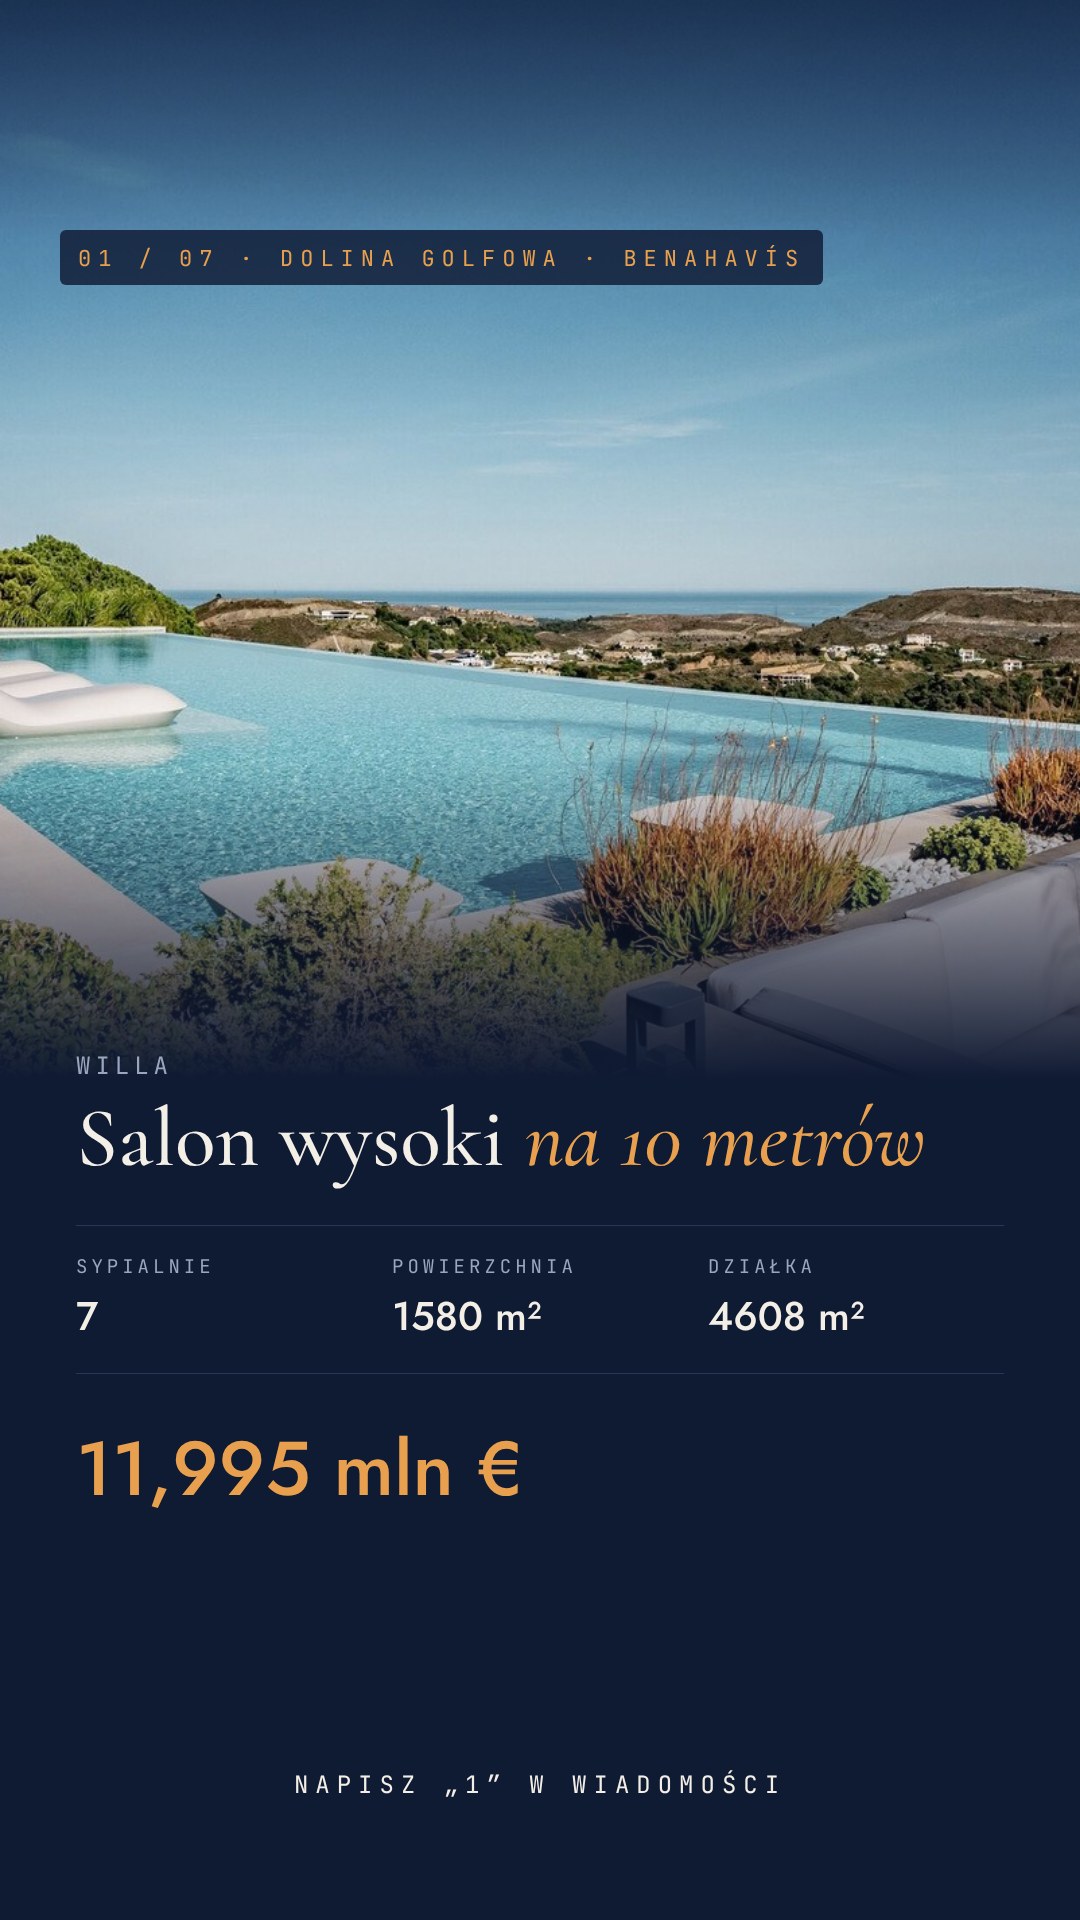 01 / 07 · DOLINA GOLFOWA · BENAHAVÍS
WILLA
Salon wysoki na 10 metrów
SYPIALNIE POWIERZCHNIA DZIAŁKA
7 1580 m² 4608 m²
11,995 mln €
NAPISZ „1” W WIADOMOŚCI